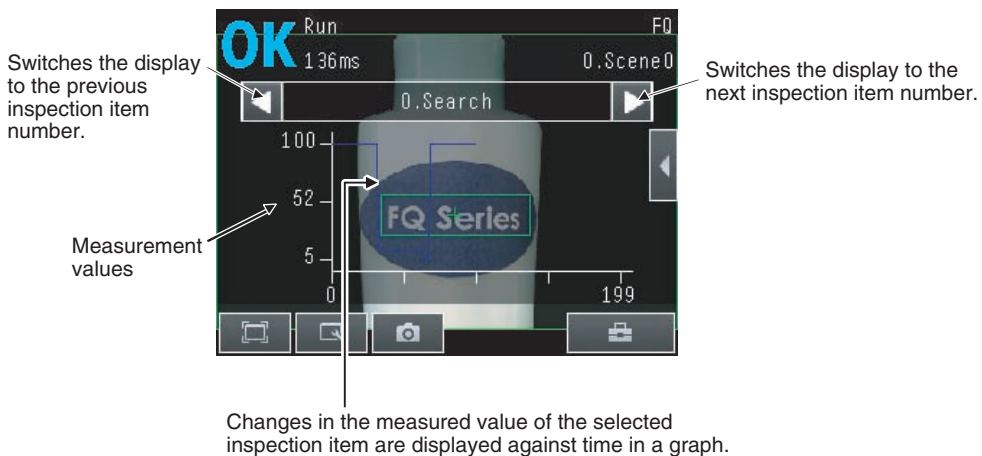 OK Run FQ
136ms 0.Scene0
Switches the display
to the previous
inspection item
number.
Switches the display to the
next inspection item number.
0.Search
100
52
5
FQ Series
Measurement
values
0 199
Changes in the measured value of the selected
inspection item are displayed against time in a graph.